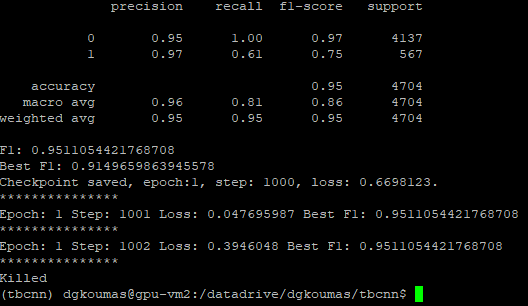 precision recall f1-score support
0 0.95 1.00 0.97 4137
1 0.97 0.61 0.75 567
accuracy 0.95 4704
macro avg 0.96 0.81 0.86 4704
weighted avg 0.95 0.95 0.95 4704
F1: 0.9511054421768708
Best F1: 0.9149659863945578
Checkpoint saved, epoch:1, step: 1000, loss: 0.6698123.
***************
Epoch: 1 Step: 1001 Loss: 0.047695987 Best F1: 0.9511054421768708
***************
Epoch: 1 Step: 1002 Loss: 0.3946048 Best F1: 0.9511054421768708
***************
Killed
(tbcnn) dgkoumas@gpu-vm2:/datadrive/dgkoumas/tbcnn$